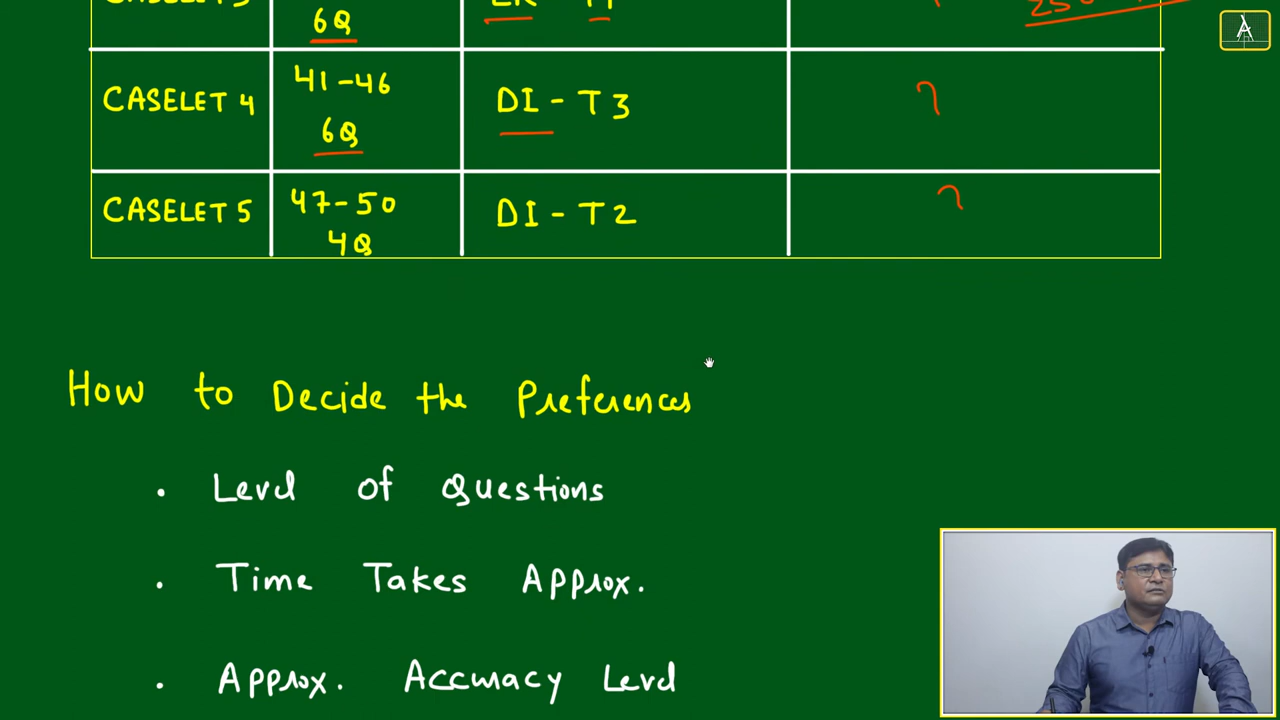 6Q
CASELET 4 41-46 DI - T3 ?
6Q
CASELET 5 47-50 DI - T2 ?
4Q
How to Decide the Preferences
. Level of Questions
. Time Takes Approx.
. Approx. Accuracy Level